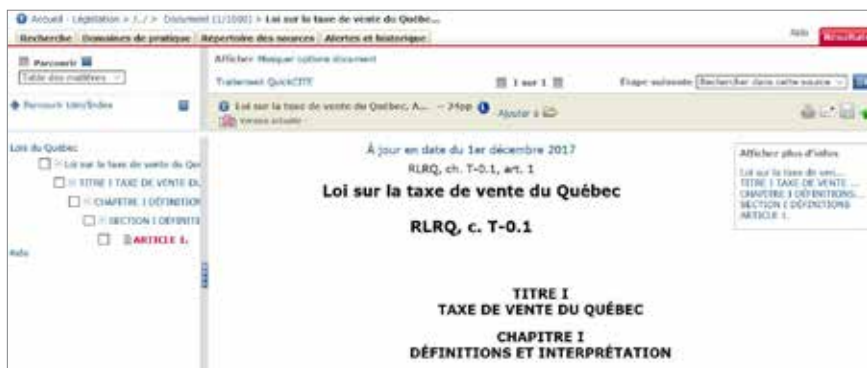 Accueil - Législation > /../ > Document (1/1000) > Loi sur la taxe de vente du Québe...
Recherche Domaines de pratique Répertoire des sources Alertes et historique
Aide Résultats
Parcourir
Afficher Masquer options document
Table des matières
Traitement QuickCITE
1 sur 1
Étape suivante Rechercher dans cette source
Parcourir Lien/Index
Loi sur la taxe de vente du Québec, A... - 24pp
Ajouter à
Version actuelle
Lois du Québec
Loi sur la taxe de vente du Qué
TITRE I TAXE DE VENTE DU
CHAPITRE I DÉFINITION
SECTION I DÉFINITI
ARTICLE 1.
Aide
À jour en date du 1er décembre 2017
RLRQ, ch. T-0.1, art. 1
Loi sur la taxe de vente du Québec
RLRQ, c. T-0.1
TITRE I
TAXE DE VENTE DU QUÉBEC
CHAPITRE I
DÉFINITIONS ET INTERPRÉTATION
Afficher plus d'infos
Loi sur la taxe de ven...
TITRE I TAXE DE VENTE ...
CHAPITRE I DÉFINITIONS...
SECTION I DÉFINITIONS
ARTICLE 1.